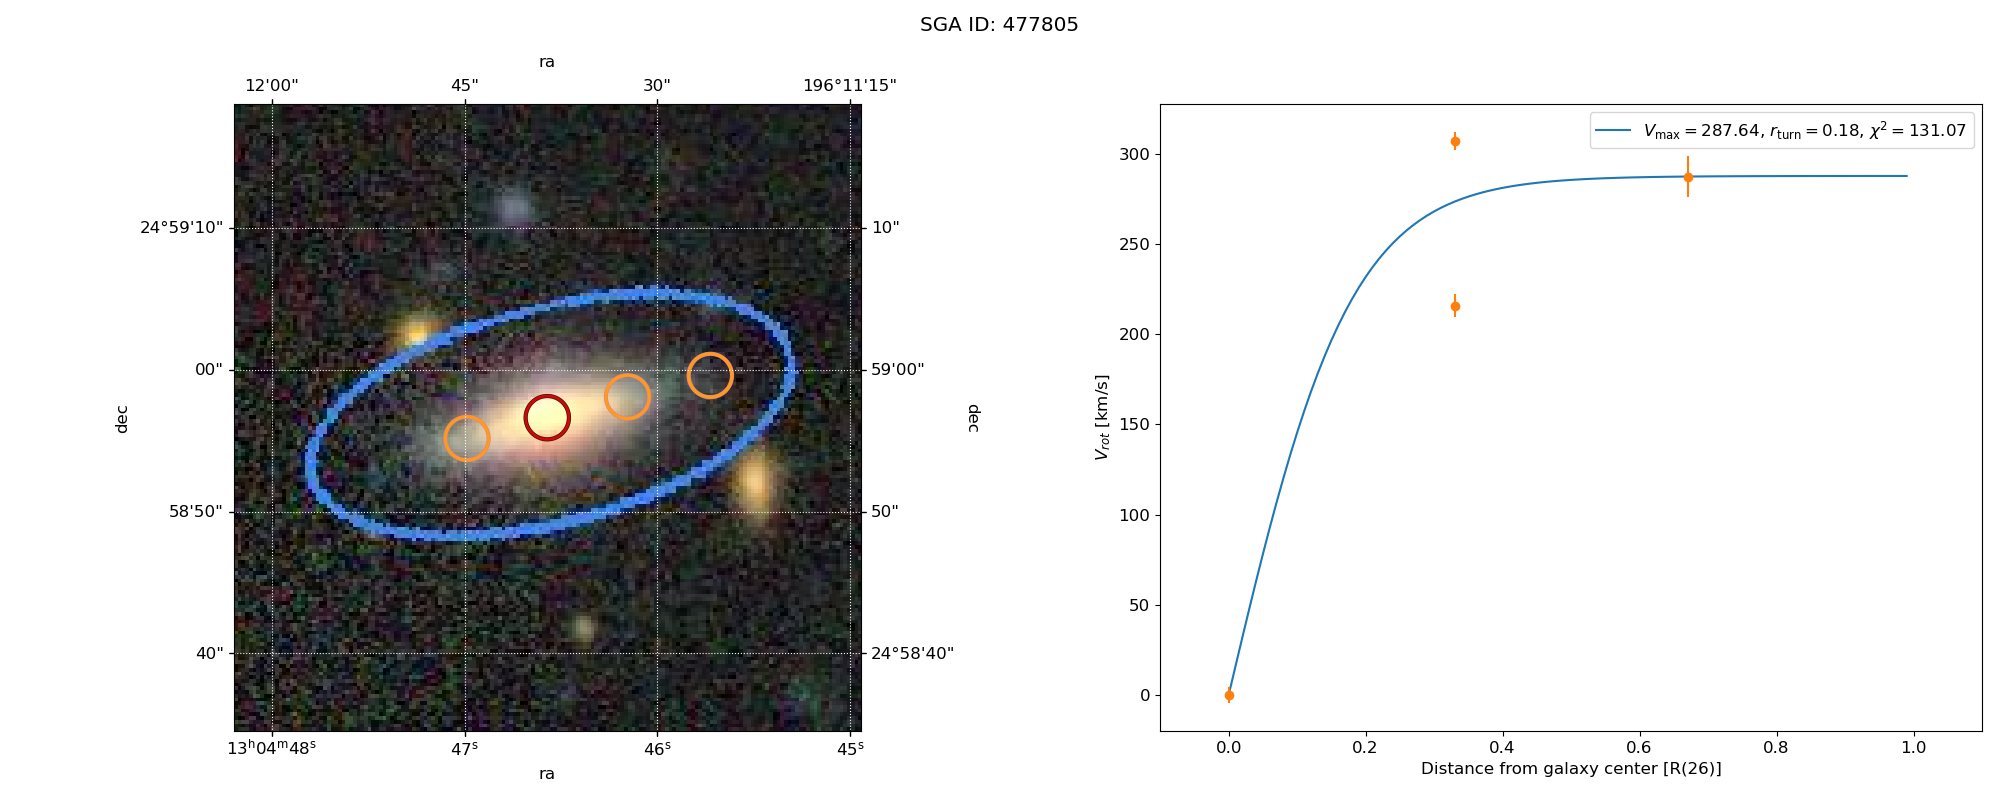 SGA ID: 477805
ra
12'00" 45" 30" 196°11'15"
24°59'10" 10"
00" 59'00"
dec dec
58'50" 50"
40" 24°58'40"
13h04m48s 47s 46s 45s
ra
Vmax = 287.64, rturn = 0.18, χ² = 131.07
300
250
200
150
100
50
0
Vrot [km/s]
0.0 0.2 0.4 0.6 0.8 1.0
Distance from galaxy center [R(26)]